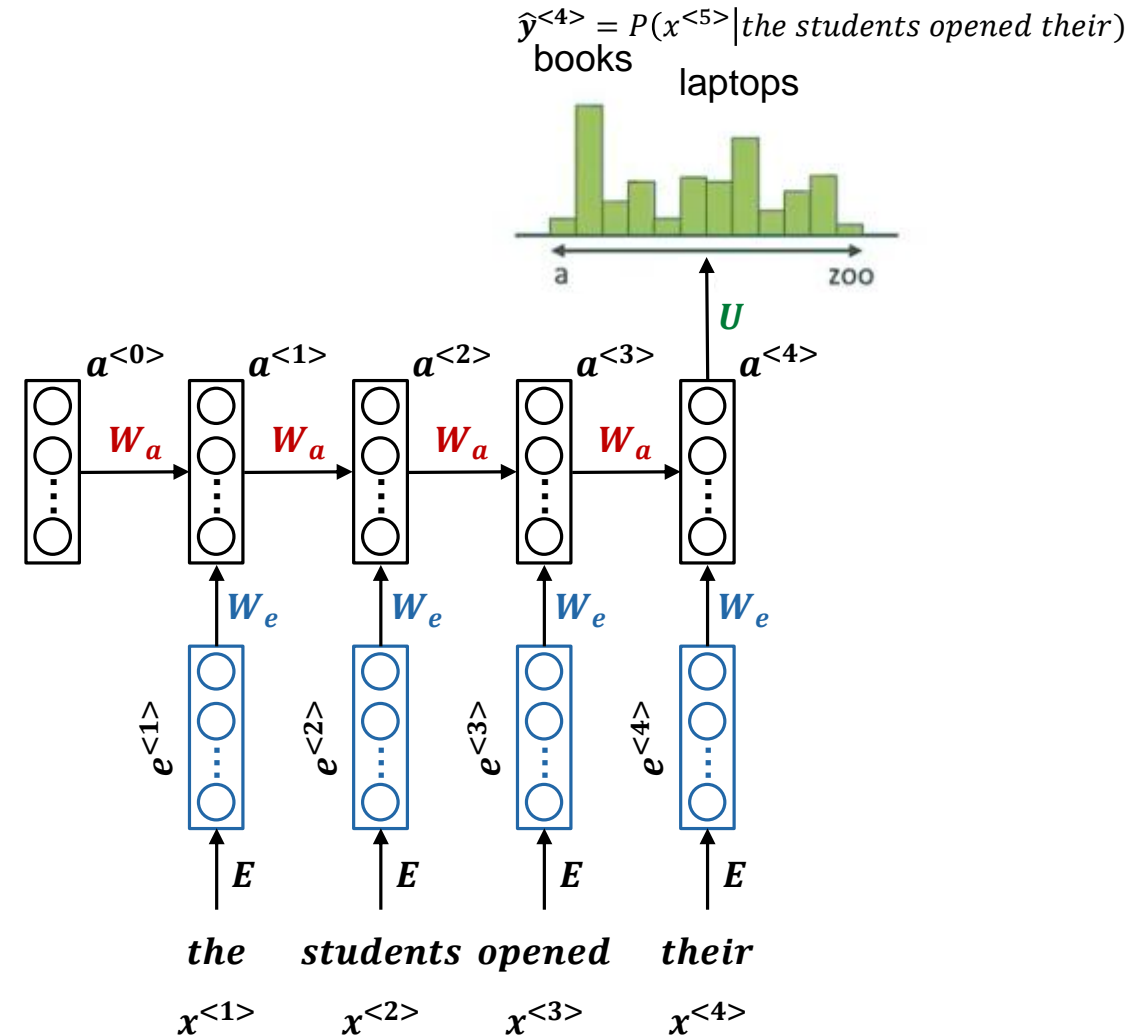 ŷ^{<4>} = P(x^{<5>}|the students opened their)
books
laptops
a zoo
U
a^{<0>} a^{<1>} a^{<2>} a^{<3>} a^{<4>}
W_a W_a W_a W_a
W_e W_e W_e W_e
e^{<1>} e^{<2>} e^{<3>} e^{<4>}
E E E E
the students opened their
x^{<1>} x^{<2>} x^{<3>} x^{<4>}